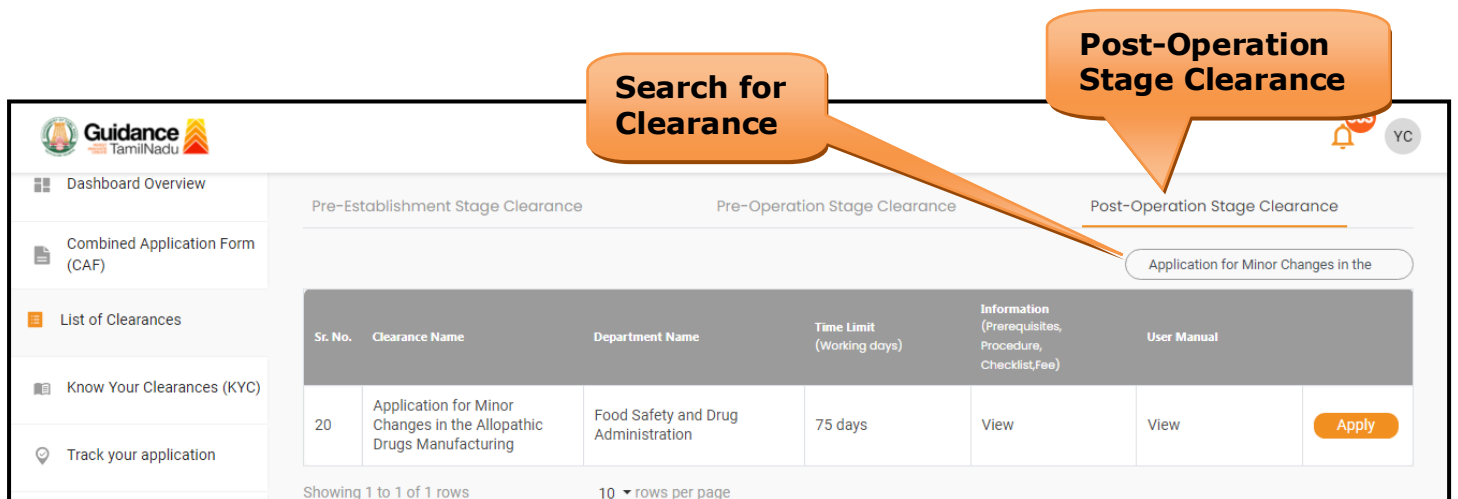 Post-Operation
Stage Clearance
Search for
Clearance
Guidance
TamilNadu
YC
Dashboard Overview
Pre-Establishment Stage Clearance
Pre-Operation Stage Clearance
Post-Operation Stage Clearance
Combined Application Form
(CAF)
Application for Minor Changes in the
List of Clearances
Sr. No.
Clearance Name
Department Name
Time Limit
(Working days)
Information
(Prerequisites,
Procedure,
Checklist,Fee)
User Manual
Know Your Clearances (KYC)
20
Application for Minor
Changes in the Allopathic
Drugs Manufacturing
Food Safety and Drug
Administration
75 days
View
View
Apply
Track your application
Showing 1 to 1 of 1 rows
10 rows per page